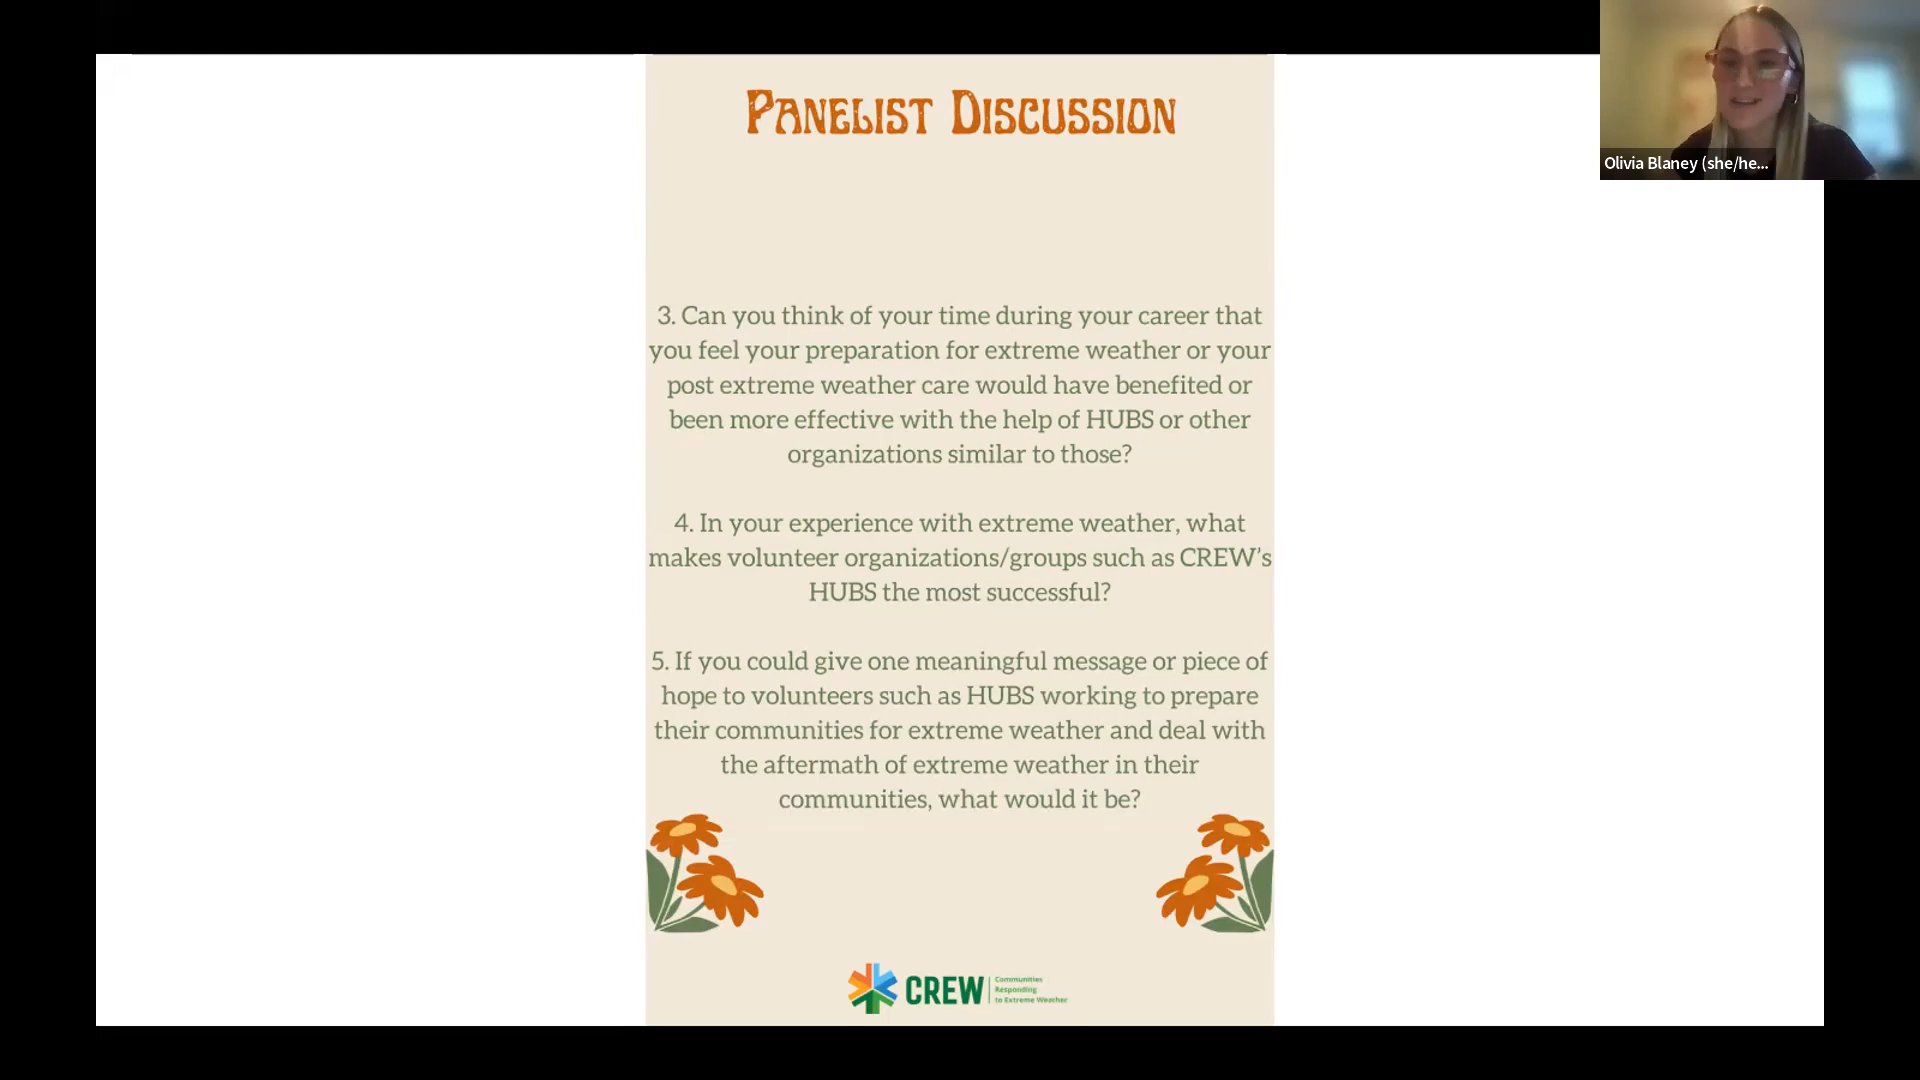 Panelist Discussion
3. Can you think of your time during your career that
you feel your preparation for extreme weather or your
post extreme weather care would have benefited or
been more effective with the help of HUBS or other
organizations similar to those?
4. In your experience with extreme weather, what
makes volunteer organizations/groups such as CREW’s
HUBS the most successful?
5. If you could give one meaningful message or piece of
hope to volunteers such as HUBS working to prepare
their communities for extreme weather and deal with
the aftermath of extreme weather in their
communities, what would it be?
CREW
Communities
Responding
to Extreme Weather
Olivia Blaney (she/he...